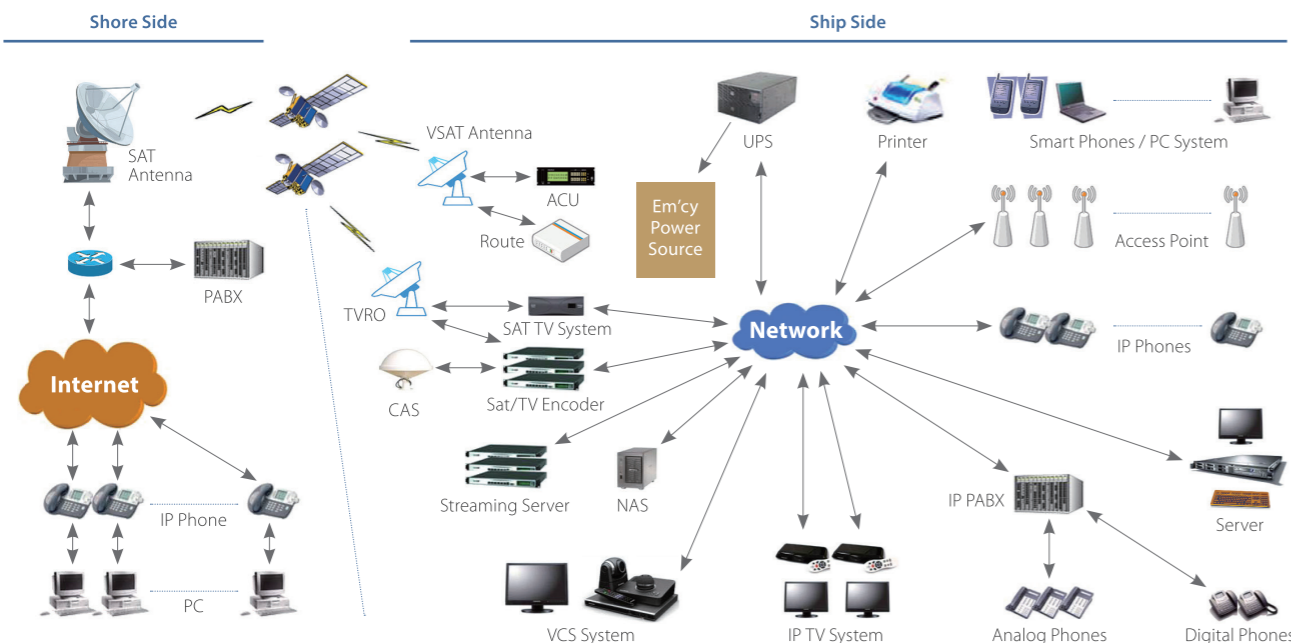 Shore Side
Ship Side
SAT
Antenna
VSAT Antenna
ACU
Route
UPS
Printer
Smart Phones / PC System
Em'cy
Power
Source
Access Point
PABX
TVRO
SAT TV System
Network
IP Phones
Internet
CAS
Sat/TV Encoder
Streaming Server
NAS
IP PABX
Server
IP Phone
PC
VCS System
IP TV System
Analog Phones
Digital Phones